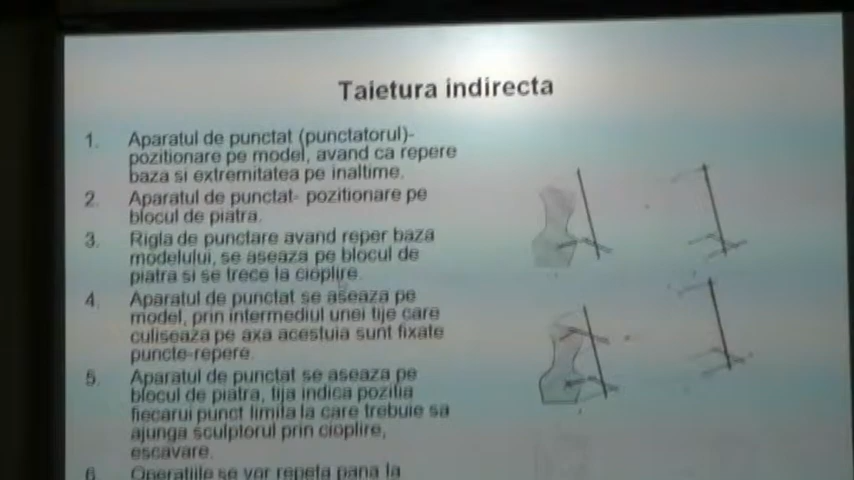 Taietura indirecta
1. Aparatul de punctat (punctatorul)-
pozitionare pe model, avand ca repere
baza si extremitatea pe inaltime.
2. Aparatul de punctat- pozitionare pe
blocul de piatra.
3. Rigla de punctare avand reper baza
modelului, se aseaza pe blocul de
piatra si se trece la cioplire.
4. Aparatul de punctat se aseaza pe
model, prin intermediul unei tije care
culiseaza pe axa acestuia sunt fixate
puncte-repere.
5. Aparatul de punctat se aseaza pe
blocul de piatra, tija indica pozitia
fiecarui punct limita la care trebuie sa
ajunga sculptorul prin cioplire,
escavare.
6. Operatiile se vor repeta pana la